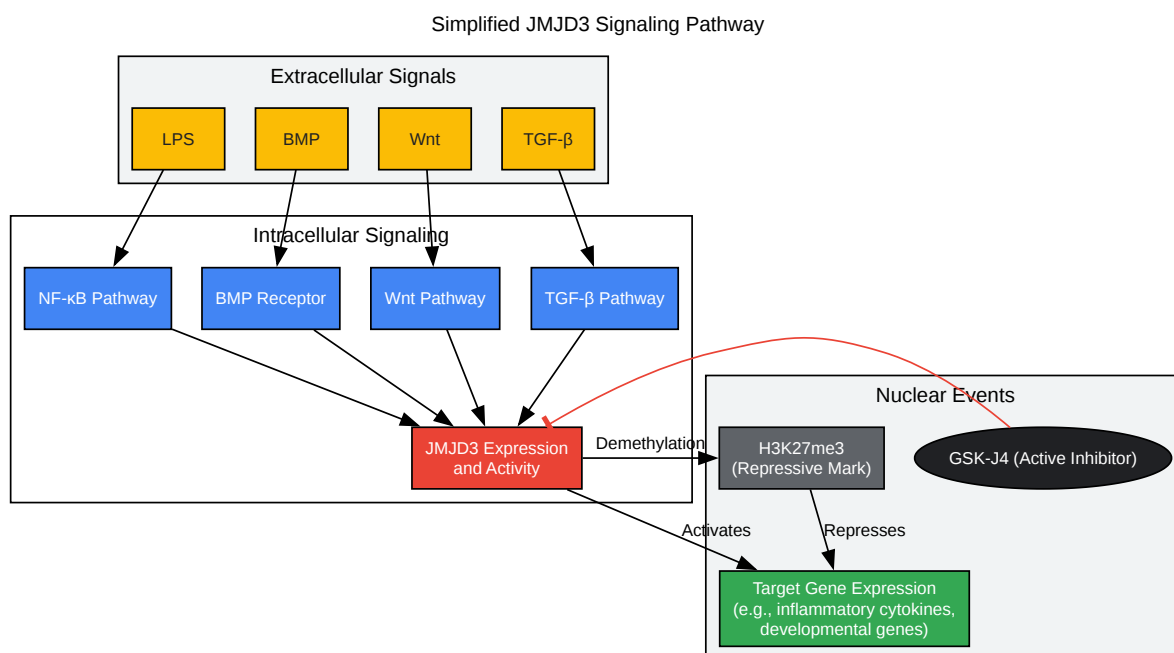 Simplified JMJD3 Signaling Pathway
Extracellular Signals
LPS
BMP
Wnt
TGF-β
Intracellular Signaling
NF-κB Pathway
BMP Receptor
Wnt Pathway
TGF-β Pathway
Nuclear Events
JMJD3 Expression
and Activity
Demethylation
H3K27me3
(Repressive Mark)
GSK-J4 (Active Inhibitor)
Activates
Represses
Target Gene Expression
(e.g., inflammatory cytokines,
developmental genes)